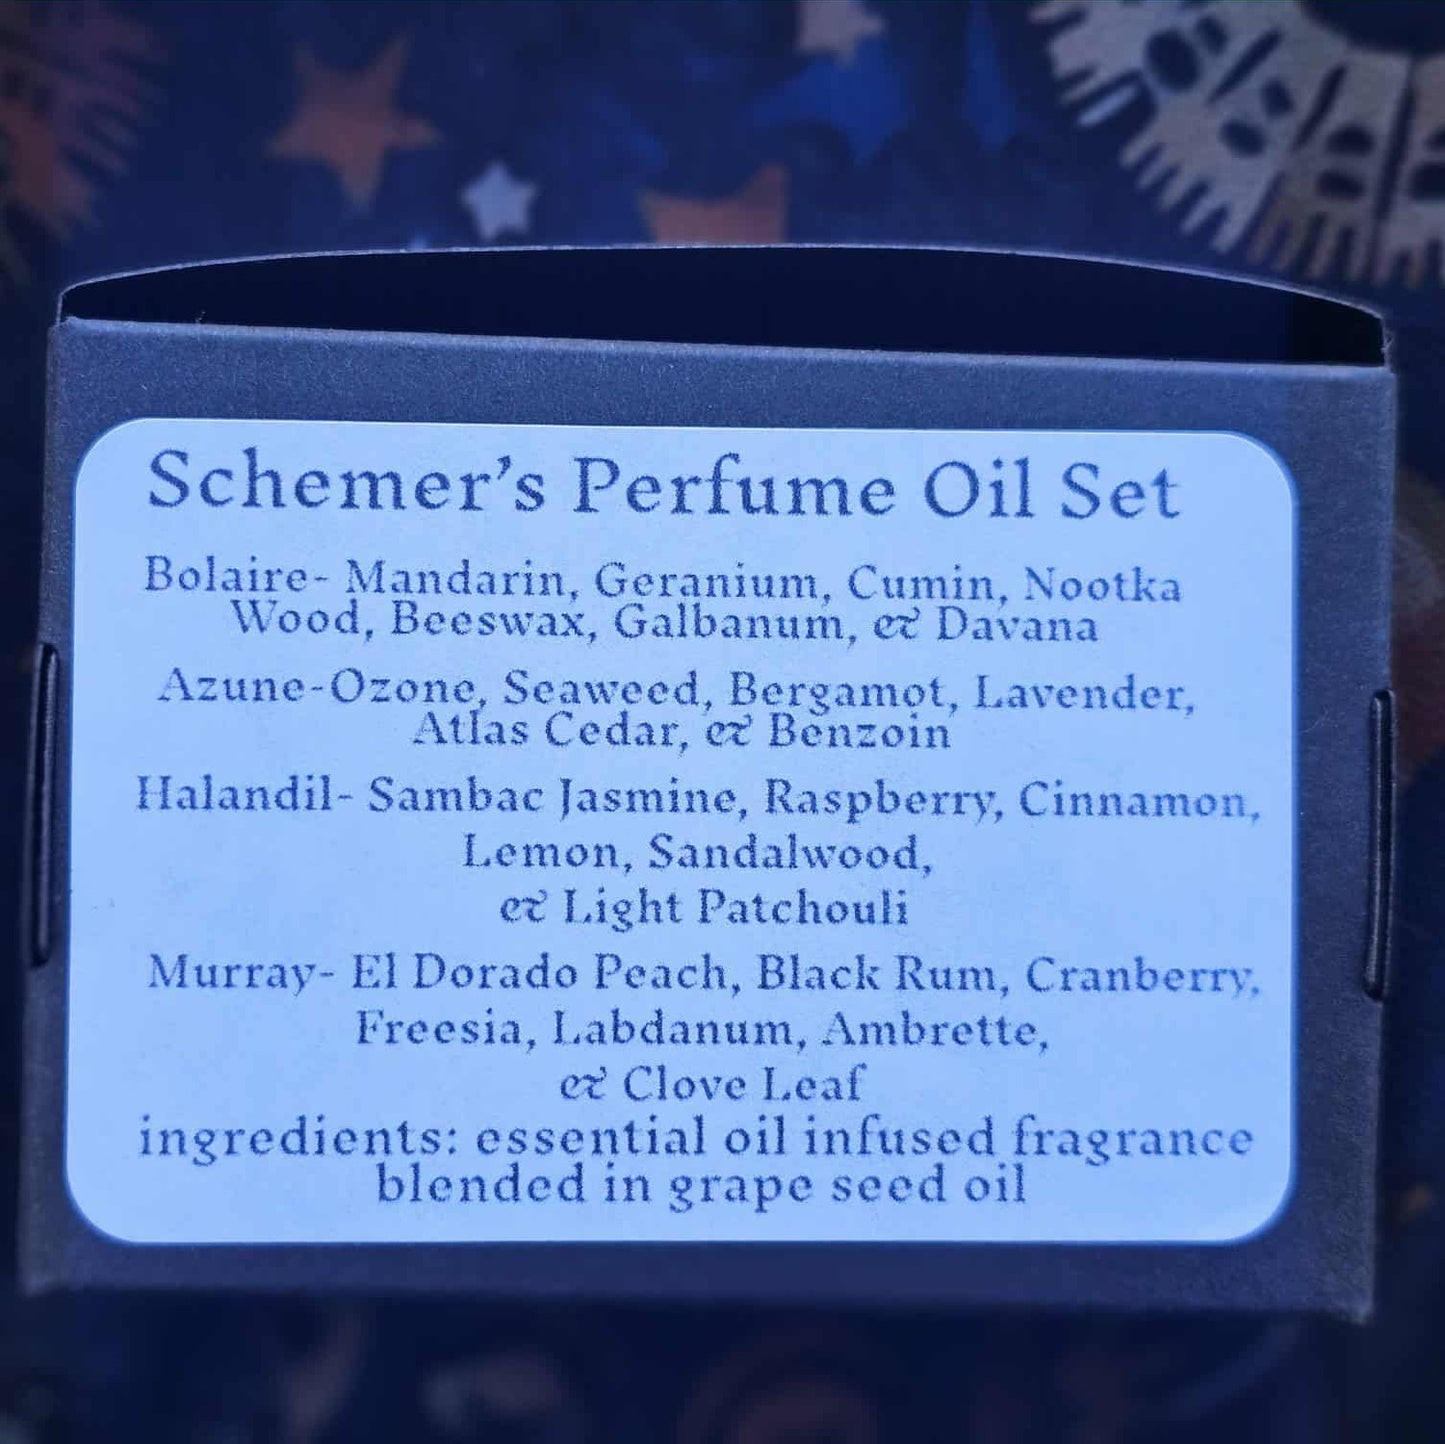 Schemer's Perfume Oil Set
Bolaire- Mandarin, Geranium, Cumin, Nootka
Wood, Beeswax, Galbanum, & Davana
Azune-Ozone, Seaweed, Bergamot, Lavender,
Atlas Cedar, & Benzoin
Halandil- Sambac Jasmine, Raspberry, Cinnamon,
Lemon, Sandalwood,
& Light Patchouli
Murray- El Dorado Peach, Black Rum, Cranberry,
Freesia, Labdanum, Ambrette,
& Clove Leaf
ingredients: essential oil infused fragrance
blended in grape seed oil